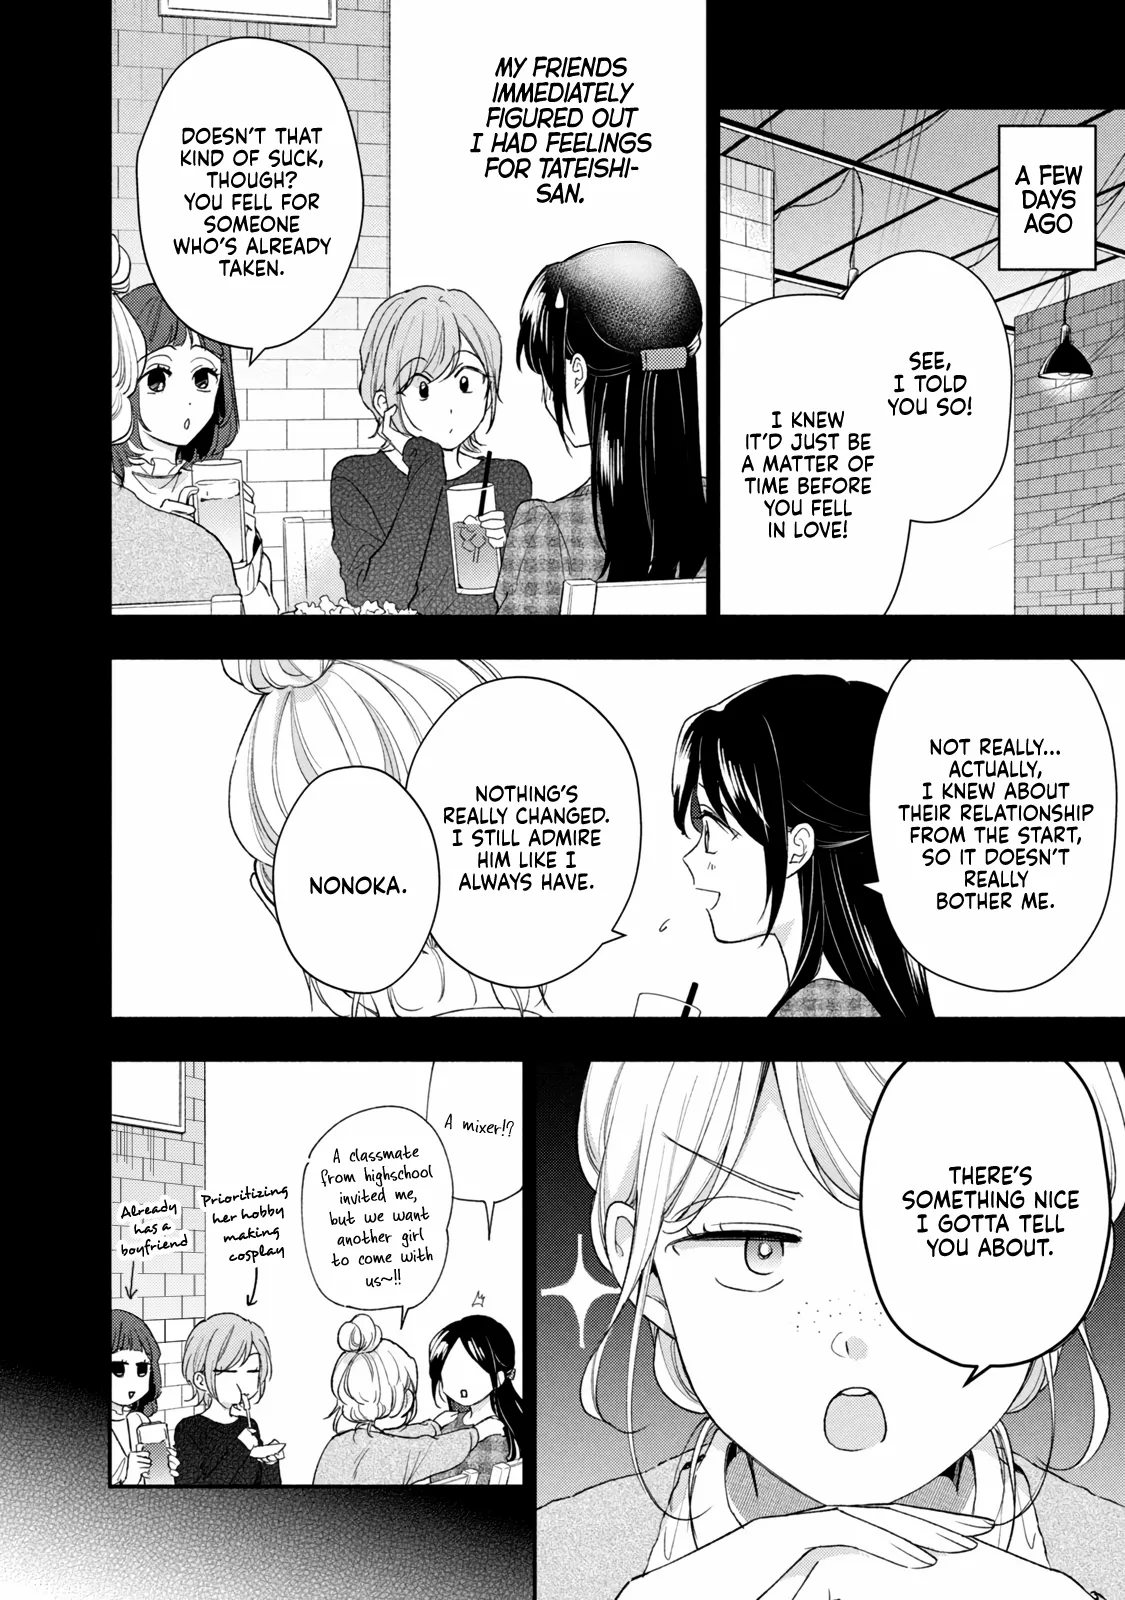 A FEW
DAYS
AGO
SEE,
I TOLD
YOU SO!
I KNEW
IT'D JUST BE
A MATTER OF
TIME BEFORE
YOU FELL
IN LOVE!
MY FRIENDS
IMMEDIATELY
FIGURED OUT
I HAD FEELINGS
FOR TATEISHI-
SAN.
DOESN'T THAT
KIND OF SUCK,
THOUGH?
YOU FELL FOR
SOMEONE
WHO'S ALREADY
TAKEN.
NOT REALLY...
ACTUALLY,
I KNEW ABOUT
THEIR RELATIONSHIP
FROM THE START,
SO IT DOESN'T
REALLY
BOTHER ME.
NOTHING'S
REALLY CHANGED.
I STILL ADMIRE
HIM LIKE I
ALWAYS HAVE.
NONOKA.
THERE'S
SOMETHING NICE
I GOTTA TELL
YOU ABOUT.
A mixer!?
A classmate
from highschool
invited me,
but we want
another girl
to come with
us~!!
Prioritizing
her hobby
making
cosplay
Already
has a
boyfriend